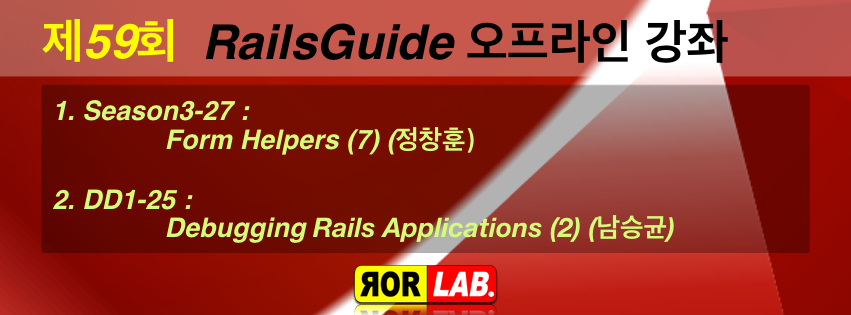 제59회 RailsGuide 오프라인 강좌
1. Season3-27 :
Form Helpers (7) (정창훈)
2. DD1-25 :
Debugging Rails Applications (2) (남승균)
ROR LAB.